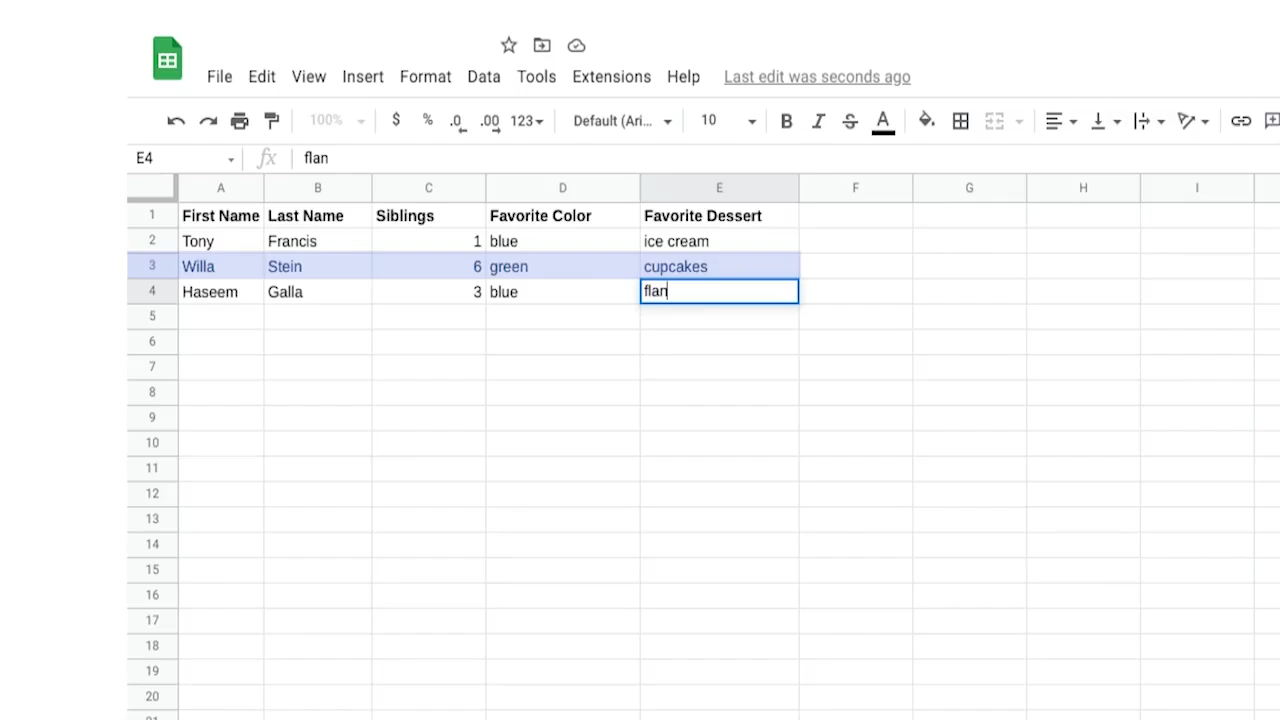 File Edit View Insert Format Data Tools Extensions Help Last edit was seconds ago
100% $ % .0 .00 123 Default (Ari... 10 B I S A
E4 fx flan
A B C D E F G H I
1 First Name Last Name Siblings Favorite Color Favorite Dessert
2 Tony Francis 1 blue ice cream
3 Willa Stein 6 green cupcakes
4 Haseem Galla 3 blue flan
5
6
7
8
9
10
11
12
13
14
15
16
17
18
19
20